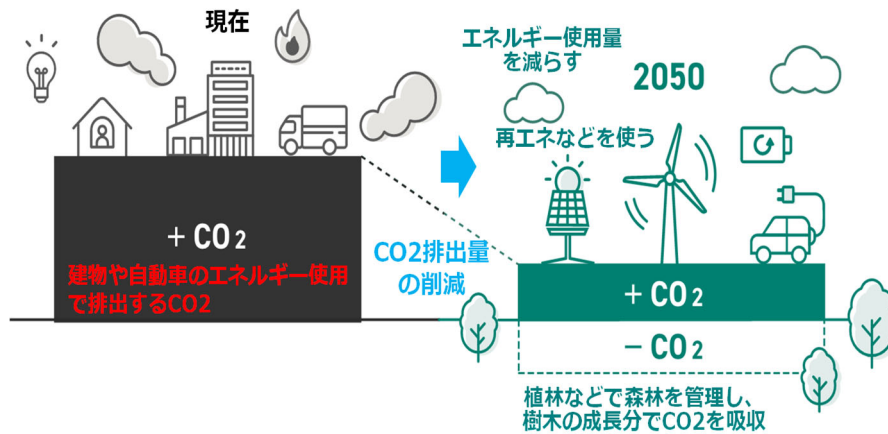 現在
+ CO2
建物や自動車のエネルギー使用
で排出するCO2
CO2排出量
の削減
エネルギー使用量
を減らす
2050
再エネなどを使う
+ CO2
− CO2
植林などで森林を管理し、
樹木の成長分でCO2を吸収